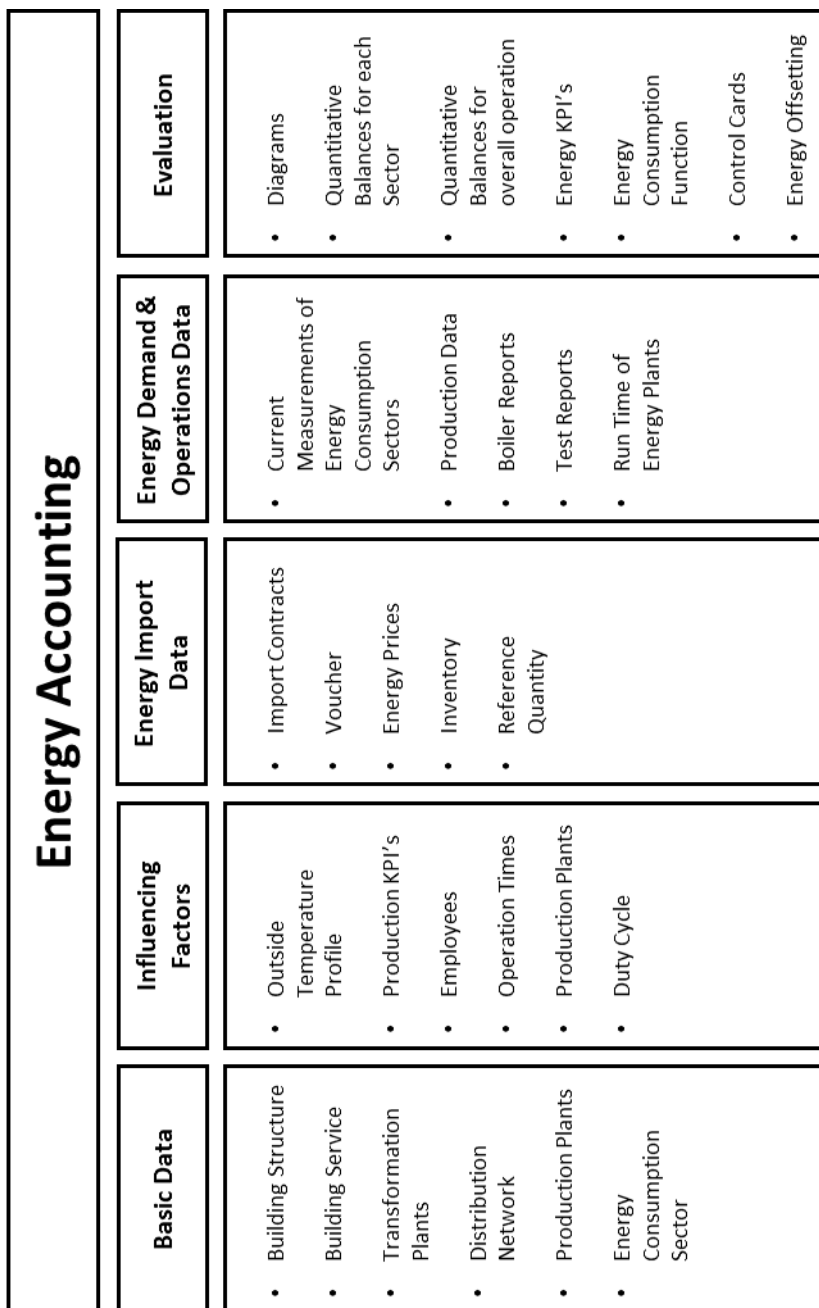 Energy Accounting
Basic Data
• Building Structure
• Building Service
• Transformation
Plants
• Distribution
Network
• Production Plants
• Energy
Consumption
Sector
Influencing
Factors
• Outside
Temperature
Profile
• Production KPI's
• Employees
• Operation Times
• Production Plants
• Duty Cycle
Energy Import
Data
• Import Contracts
• Voucher
• Energy Prices
• Inventory
• Reference
Quantity
Energy Demand &
Operations Data
• Current
Measurements of
Energy
Consumption
Sectors
• Production Data
• Boiler Reports
• Test Reports
• Run Time of
Energy Plants
Evaluation
• Diagrams
• Quantitative
Balances for each
Sector
• Quantitative
Balances for
overall operation
• Energy KPI's
• Energy
Consumption
Function
• Control Cards
• Energy Offsetting